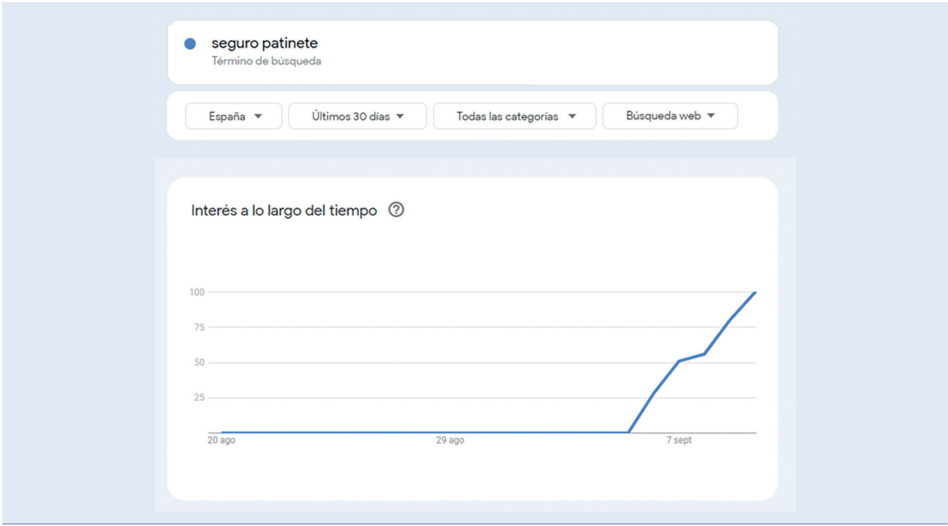 seguro patinete
Término de búsqueda
España
Últimos 30 días
Todas las categorías
Búsqueda web
Interés a lo largo del tiempo ?
100
75
50
25
20 ago 29 ago 7 sept